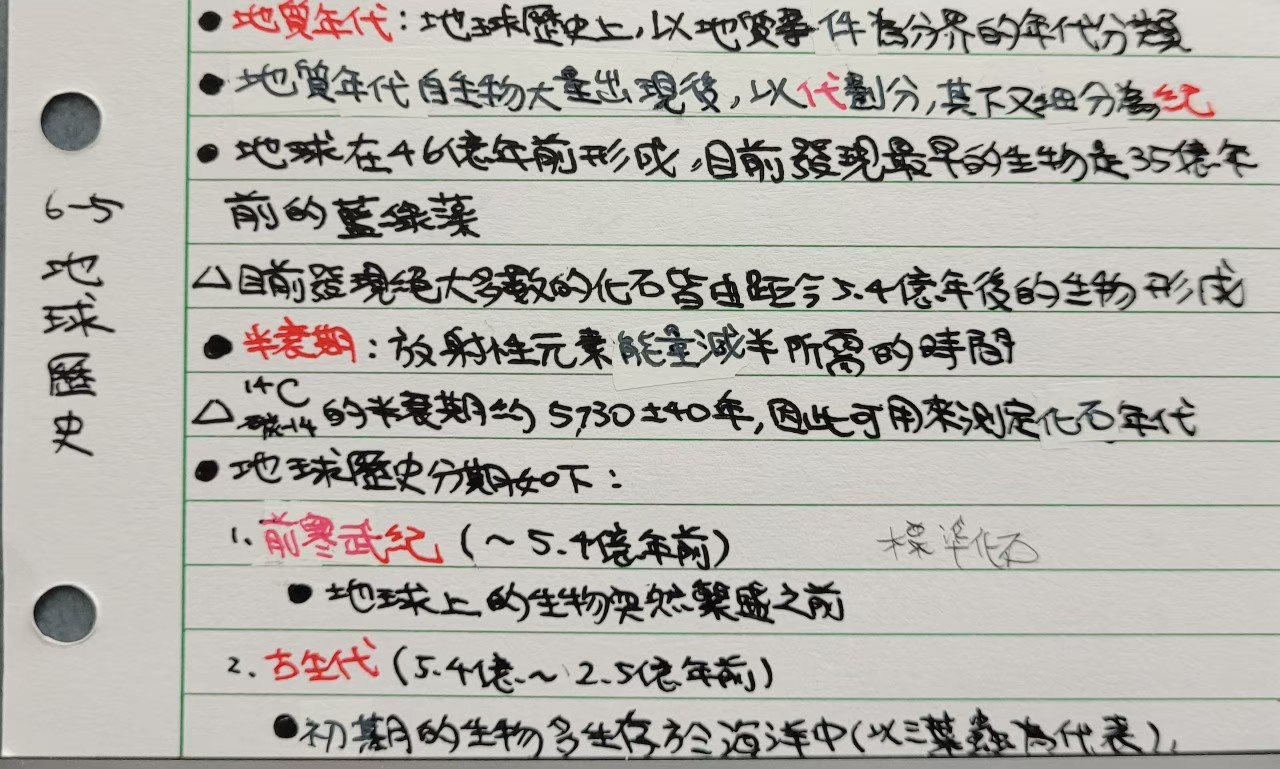 6-5 地球歷史
● 地質年代：地球歷史上，以地質事件為分界的年代分類
● 地質年代自生物大量出現後，以代劃分，其下又細分為紀
● 地球在46億年前形成，目前發現最早的生物是35億年
前的藍綠藻
△目前發現絕大多數的化石皆由距今5.4億年後的生物形成
● 半衰期：放射性元素能量減半所需的時間
△ ¹⁴C 碳-14 的半衰期約5730±40年，因此可用來測定化石年代
● 地球歷史分期如下：
1. 前寒武紀 (～5.4億年前) 標準化石
● 地球上的生物突然繁盛之前
2. 古生代 (5.4億～2.5億年前)
● 初期的生物多生存於海洋中(以三葉蟲為代表)，